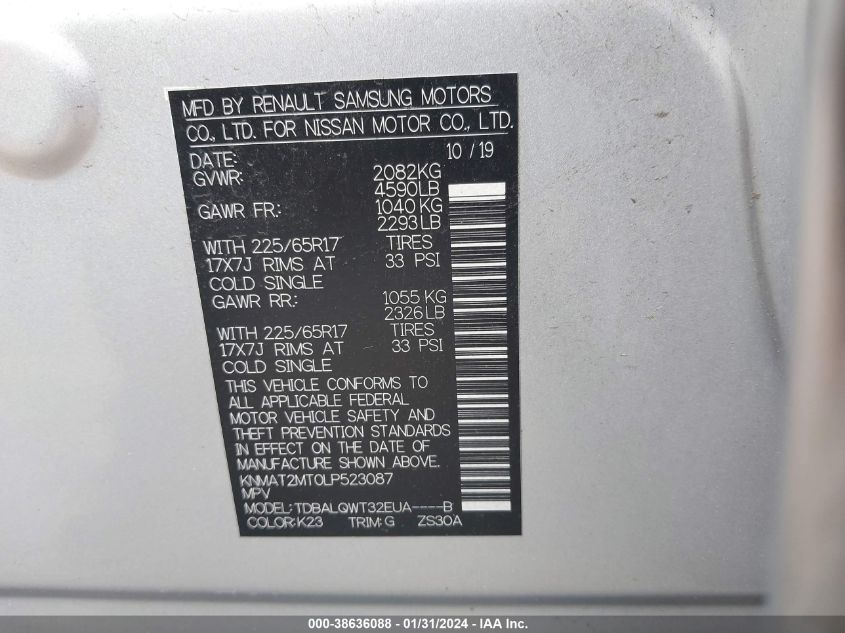 MFD BY RENAULT SAMSUNG MOTORS
CO., LTD. FOR NISSAN MOTOR CO., LTD.
DATE: 10 / 19
GVWR: 2082KG
4590LB
GAWR FR: 1040 KG
2293LB
WITH 225/65R17 TIRES
17X7J RIMS AT 33 PSI
COLD SINGLE
GAWR RR: 1055 KG
2326LB
WITH 225/65R17 TIRES
17X7J RIMS AT 33 PSI
COLD SINGLE
THIS VEHICLE CONFORMS TO
ALL APPLICABLE FEDERAL
MOTOR VEHICLE SAFETY AND
THEFT PREVENTION STANDARDS
IN EFFECT ON THE DATE OF
MANUFACTURE SHOWN ABOVE.
KNMAT2MT0LP523087
MPV
MODEL: TDBALQWT32EUA----B
COLOR:K23 TRIM:G ZS30A
000-38636088 - 01/31/2024 - IAA Inc.